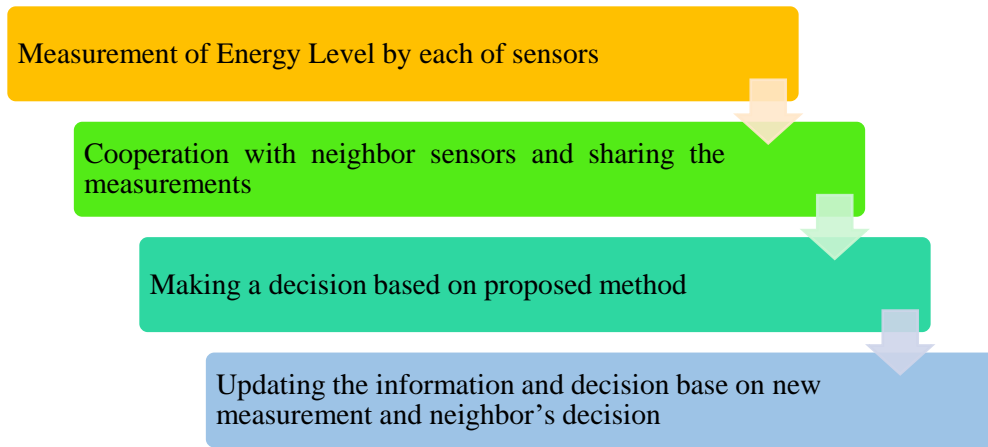 Measurement of Energy Level by each of sensors
Cooperation with neighbor sensors and sharing the
measurements
Making a decision based on proposed method
Updating the information and decision base on new
measurement and neighbor’s decision